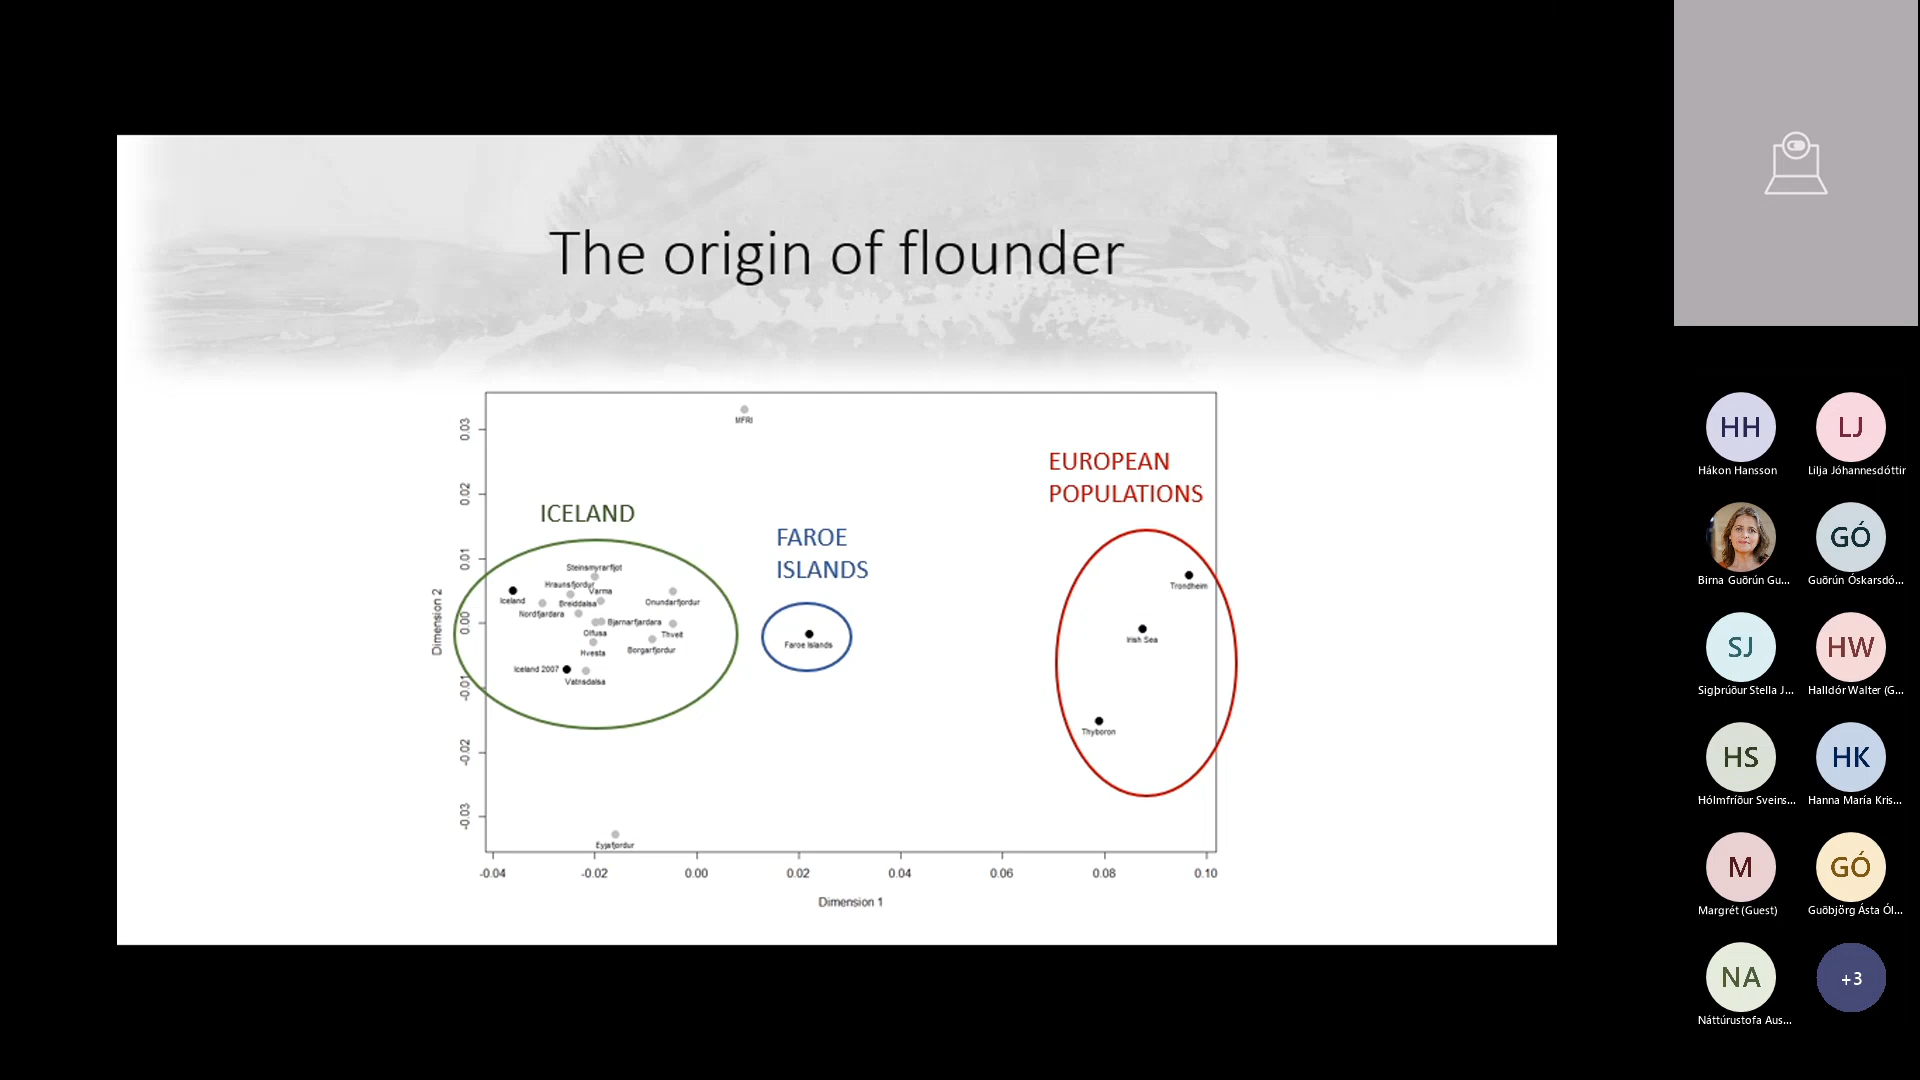 The origin of flounder
MFRI
EUROPEAN
POPULATIONS
ICELAND
FAROE
ISLANDS
Steinsmyrarfljot
Hraunsfjordur
Varma
Iceland
Breiddalsa
Onundarfjordur
Nordfjardara
Bjarnarfjardara
Olfusa
Thveit
Hvesta
Borgarfjordur
Iceland 2007
Vatnsdalsa
Faroe Islands
Trondheim
Irish Sea
Thyboron
Eyjafjordur
0.03
0.02
0.01
0.00
-0.01
-0.02
-0.03
Dimension 2
-0.04 -0.02 0.00 0.02 0.04 0.06 0.08 0.10
Dimension 1
HH LJ
Hákon Hansson Lilja Jóhannesdóttir
GÓ
Birna Guðrún Gu... Guðrún Óskarsdó...
SJ HW
Sigþrúður Stella J... Halldór Walter (G...
HS HK
Hólmfríður Sveins... Hanna María Kris...
M GÓ
Margrét (Guest) Guðbjörg Ásta Ól...
NA +3
Náttúrustofa Aus...